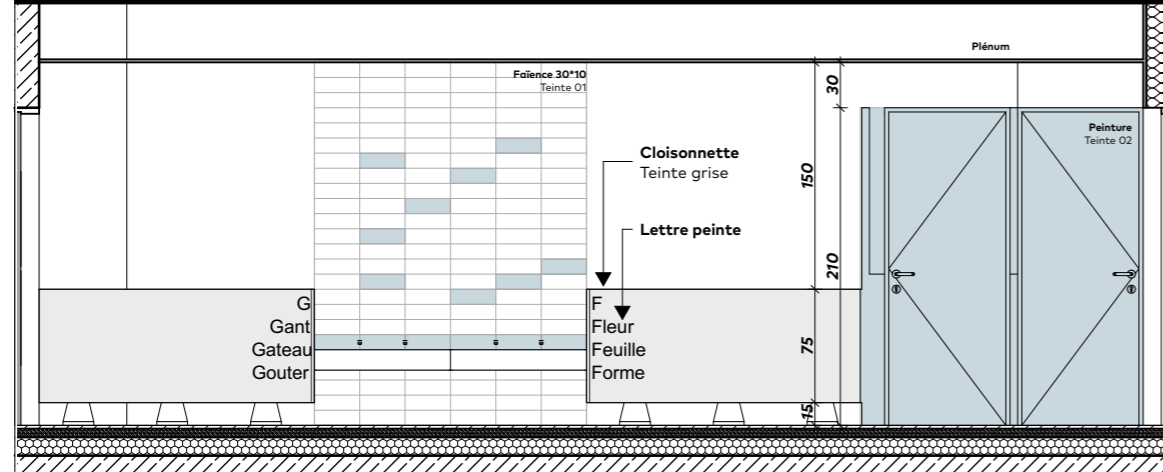 Plénum
Faïence 30*10
Teinte 01
30
Peinture
Teinte 02
Cloisonnette
Teinte grise
150
Lettre peinte
210
G
Gant
Gateau
Gouter
F
Fleur
Feuille
Forme
75
15